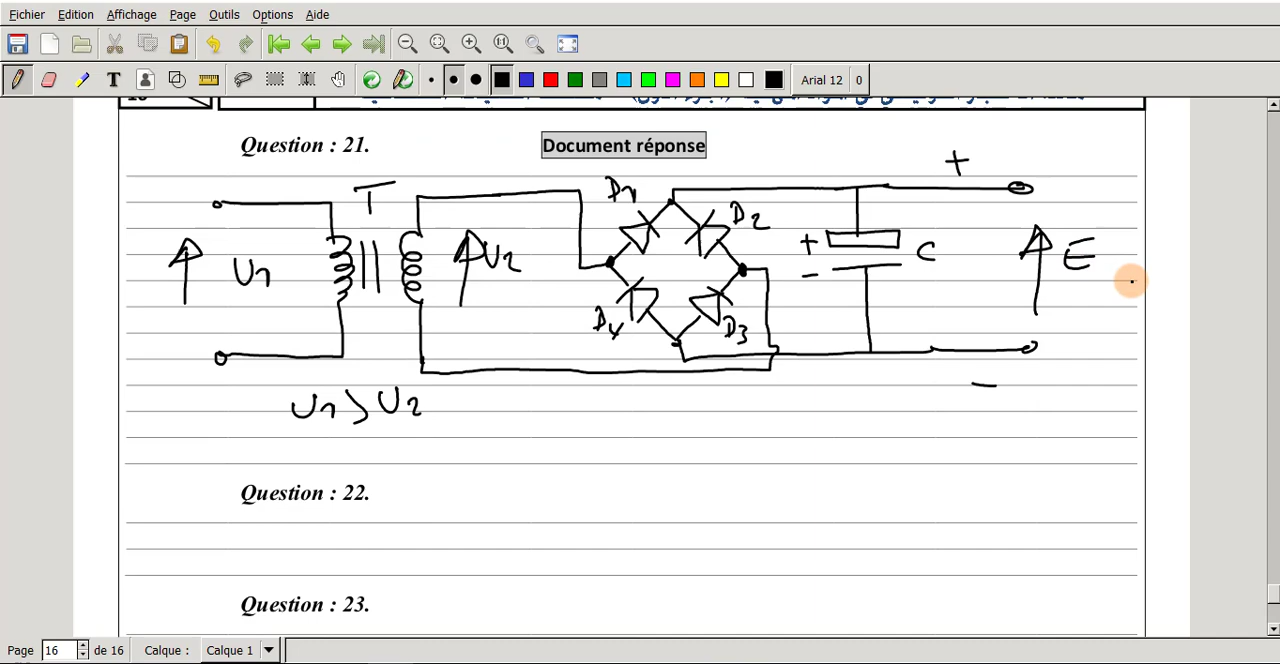 Fichier Edition Affichage Page Outils Options Aide
Arial 12 0
Question : 21.
Document réponse
T
U1
U2
D1
D2
D3
D4
+
-
C
+
E
-
U1 > U2
Question : 22.
Question : 23.
Page 16 de 16 Calque : Calque 1